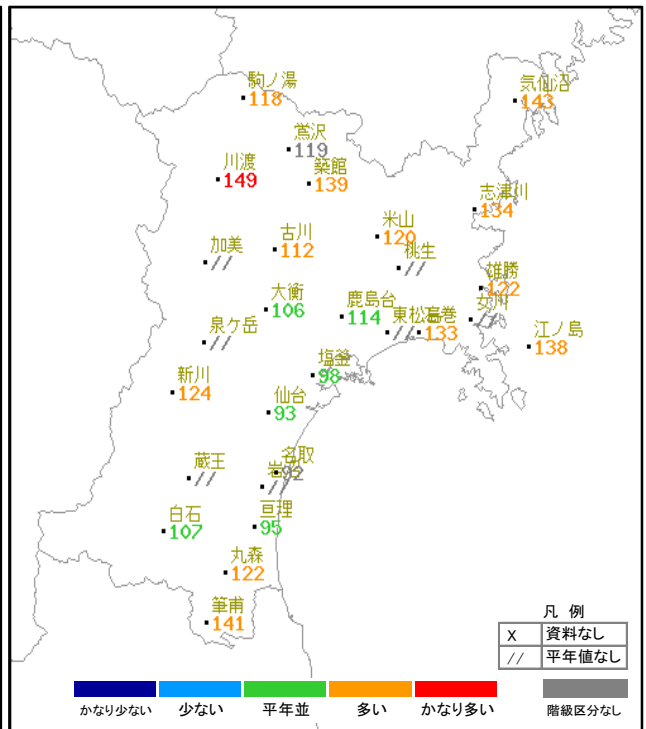 駒ノ湯
118
気仙沼
143
鴬沢
119
川渡
149
築館
139
志津川
134
米山
120
古川
112
加美
//
桃生
//
雄勝
122
大衡
106
鹿島台
114
女川
//
東松島
//
石巻
133
泉ケ岳
//
江ノ島
138
塩釜
98
新川
124
仙台
93
名取
92
蔵王
//
岩沼
//
白石
107
亘理
95
丸森
122
筆甫
141
凡 例
x 資料なし
// 平年値なし
かなり少ない 少ない 平年並 多い かなり多い 階級区分なし